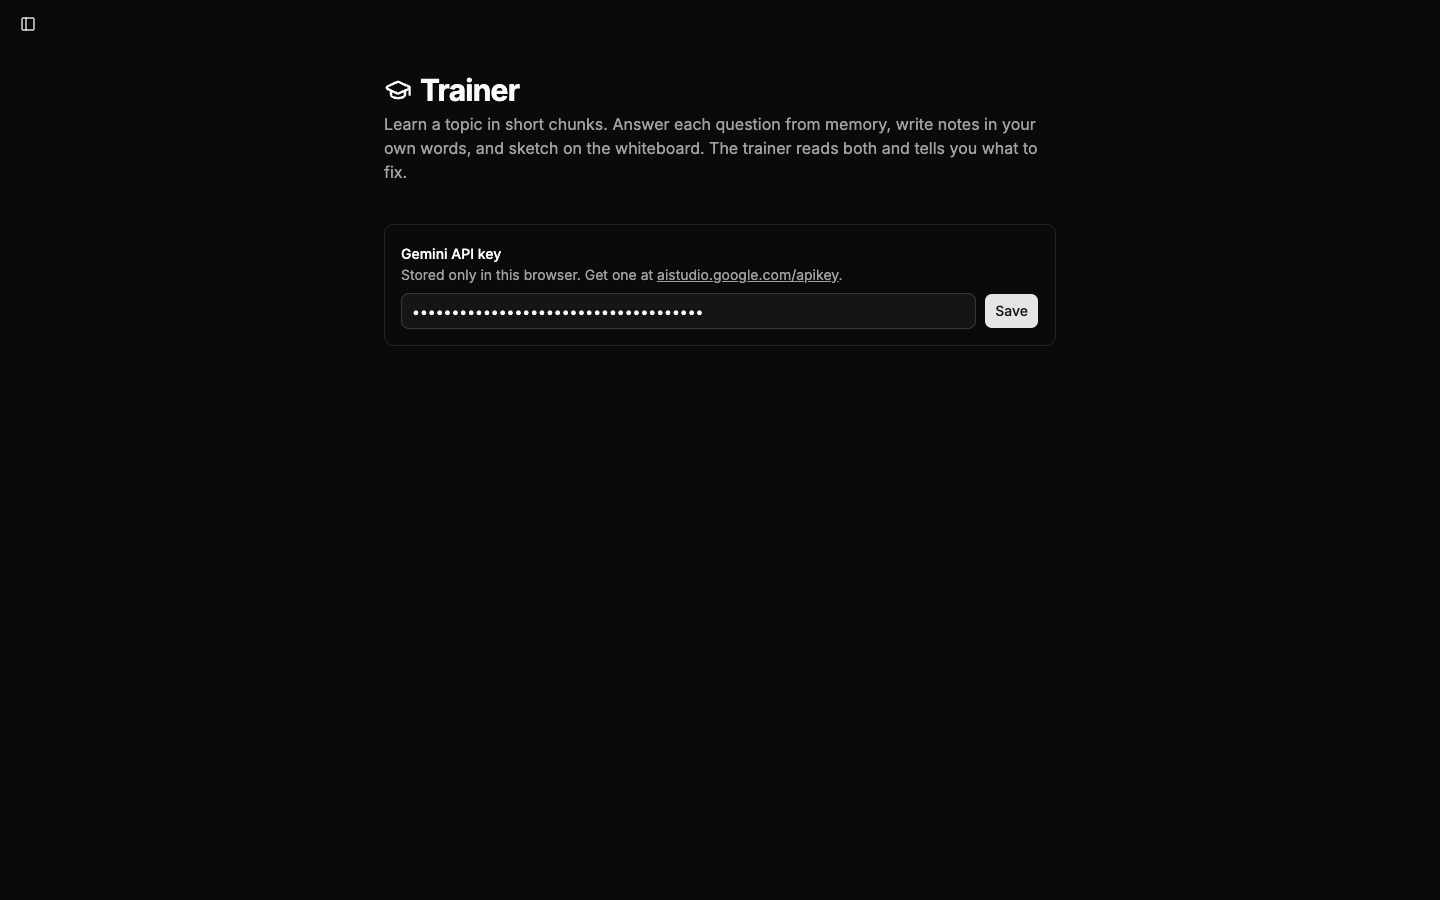 Trainer
Learn a topic in short chunks. Answer each question from memory, write notes in your
own words, and sketch on the whiteboard. The trainer reads both and tells you what to
fix.
Gemini API key
Stored only in this browser. Get one at aistudio.google.com/apikey.
•••••••••••••••••••••••••••••••••••••
Save